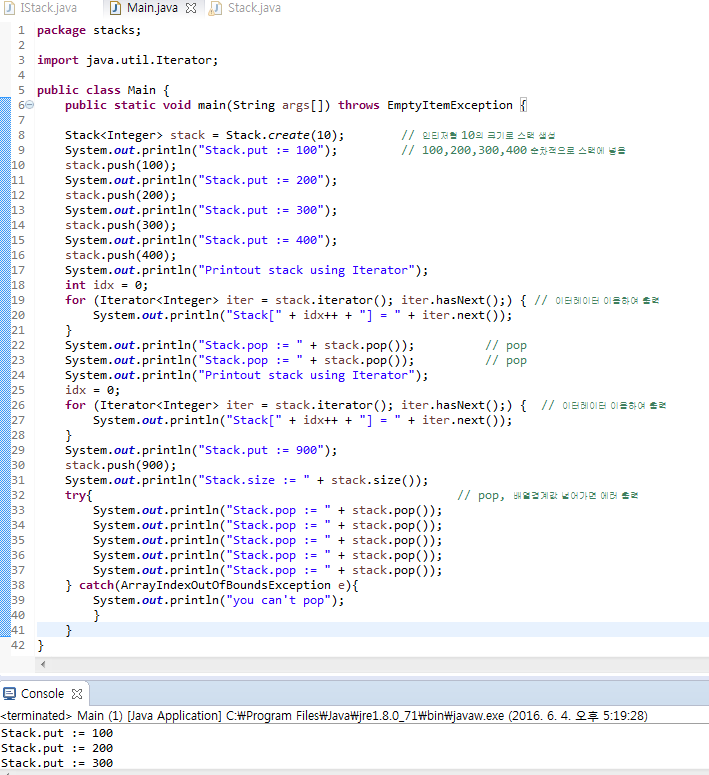 IStack.java Main.java Stack.java
1 package stacks;
2
3 import java.util.Iterator;
4
5 public class Main {
6 public static void main(String args[]) throws EmptyItemException {
7
8 Stack<Integer> stack = Stack.create(10); // 인티저형 10의 크기로 스택 생성
9 System.out.println("Stack.put := 100"); // 100,200,300,400 순차적으로 스택에 넣음
10 stack.push(100);
11 System.out.println("Stack.put := 200");
12 stack.push(200);
13 System.out.println("Stack.put := 300");
14 stack.push(300);
15 System.out.println("Stack.put := 400");
16 stack.push(400);
17 System.out.println("Printout stack using Iterator");
18 int idx = 0;
19 for (Iterator<Integer> iter = stack.iterator(); iter.hasNext();) { // 이터레이터 이용하여 출력
20 System.out.println("Stack[" + idx++ + "] = " + iter.next());
21 }
22 System.out.println("Stack.pop := " + stack.pop()); // pop
23 System.out.println("Stack.pop := " + stack.pop()); // pop
24 System.out.println("Printout stack using Iterator");
25 idx = 0;
26 for (Iterator<Integer> iter = stack.iterator(); iter.hasNext();) { // 이터레이터 이용하여 출력
27 System.out.println("Stack[" + idx++ + "] = " + iter.next());
28 }
29 System.out.println("Stack.put := 900");
30 stack.push(900);
31 System.out.println("Stack.size := " + stack.size());
32 try{ // pop, 배열경계값 넘어가면 에러 출력
33 System.out.println("Stack.pop := " + stack.pop());
34 System.out.println("Stack.pop := " + stack.pop());
35 System.out.println("Stack.pop := " + stack.pop());
36 System.out.println("Stack.pop := " + stack.pop());
37 System.out.println("Stack.pop := " + stack.pop());
38 } catch(ArrayIndexOutOfBoundsException e){
39 System.out.println("you can't pop");
40 }
41 }
42 }
Console
<terminated> Main (1) [Java Application] C:₩Program Files₩Java₩jre1.8.0_71₩bin₩javaw.exe (2016. 6. 4. 오후 5:19:28)
Stack.put := 100
Stack.put := 200
Stack.put := 300